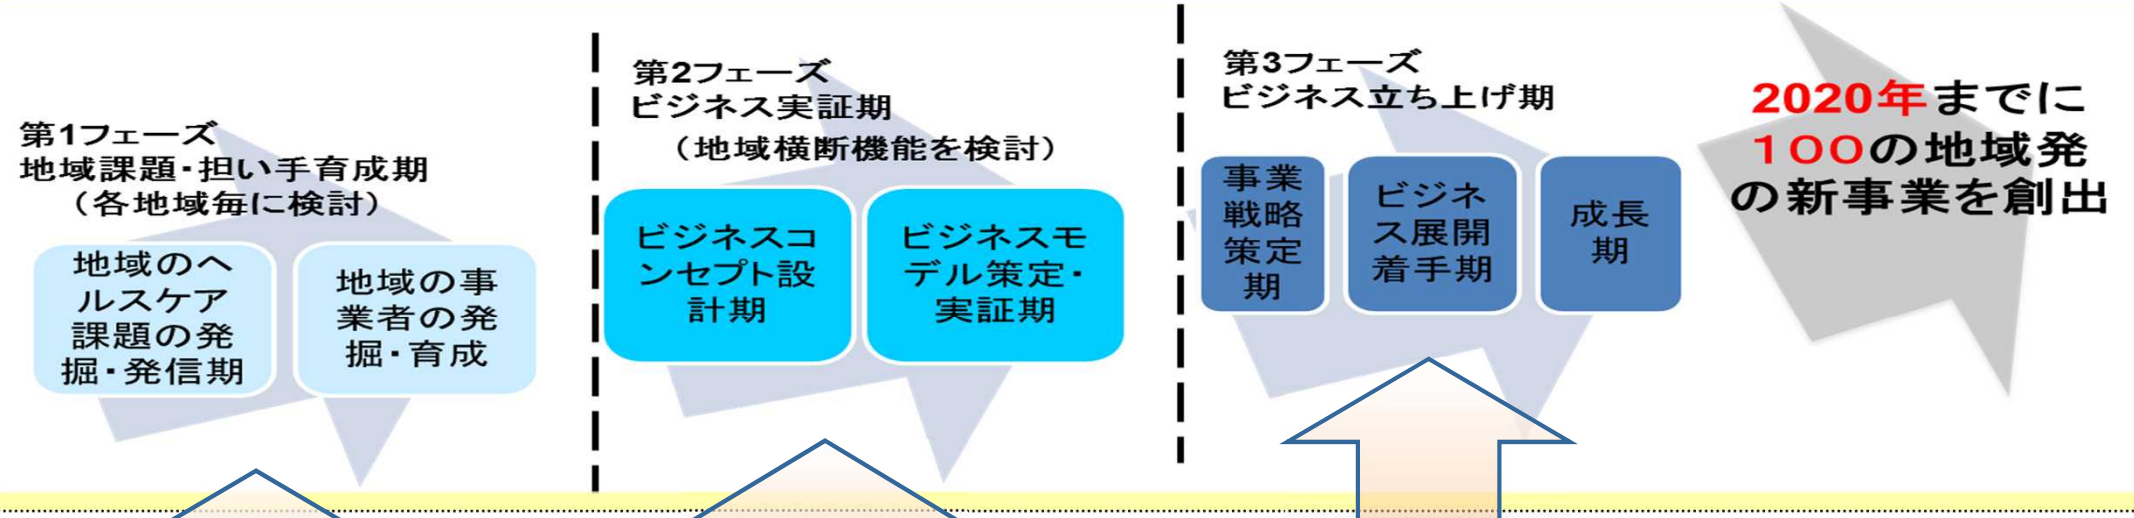 第1フェーズ
地域課題・担い手育成期
（各地域毎に検討）
地域のヘ
ルスケア
課題の発
掘・発信期
地域の事
業者の発
掘・育成
第2フェーズ
ビジネス実証期
（地域横断機能を検討）
ビジネスコ
ンセプト設
計期
ビジネスモ
デル策定・
実証期
第3フェーズ
ビジネス立ち上げ期
事業
戦略
策定
期
ビジネ
ス展開
着手期
成長
期
2020年までに
１００の地域発
の新事業を創出